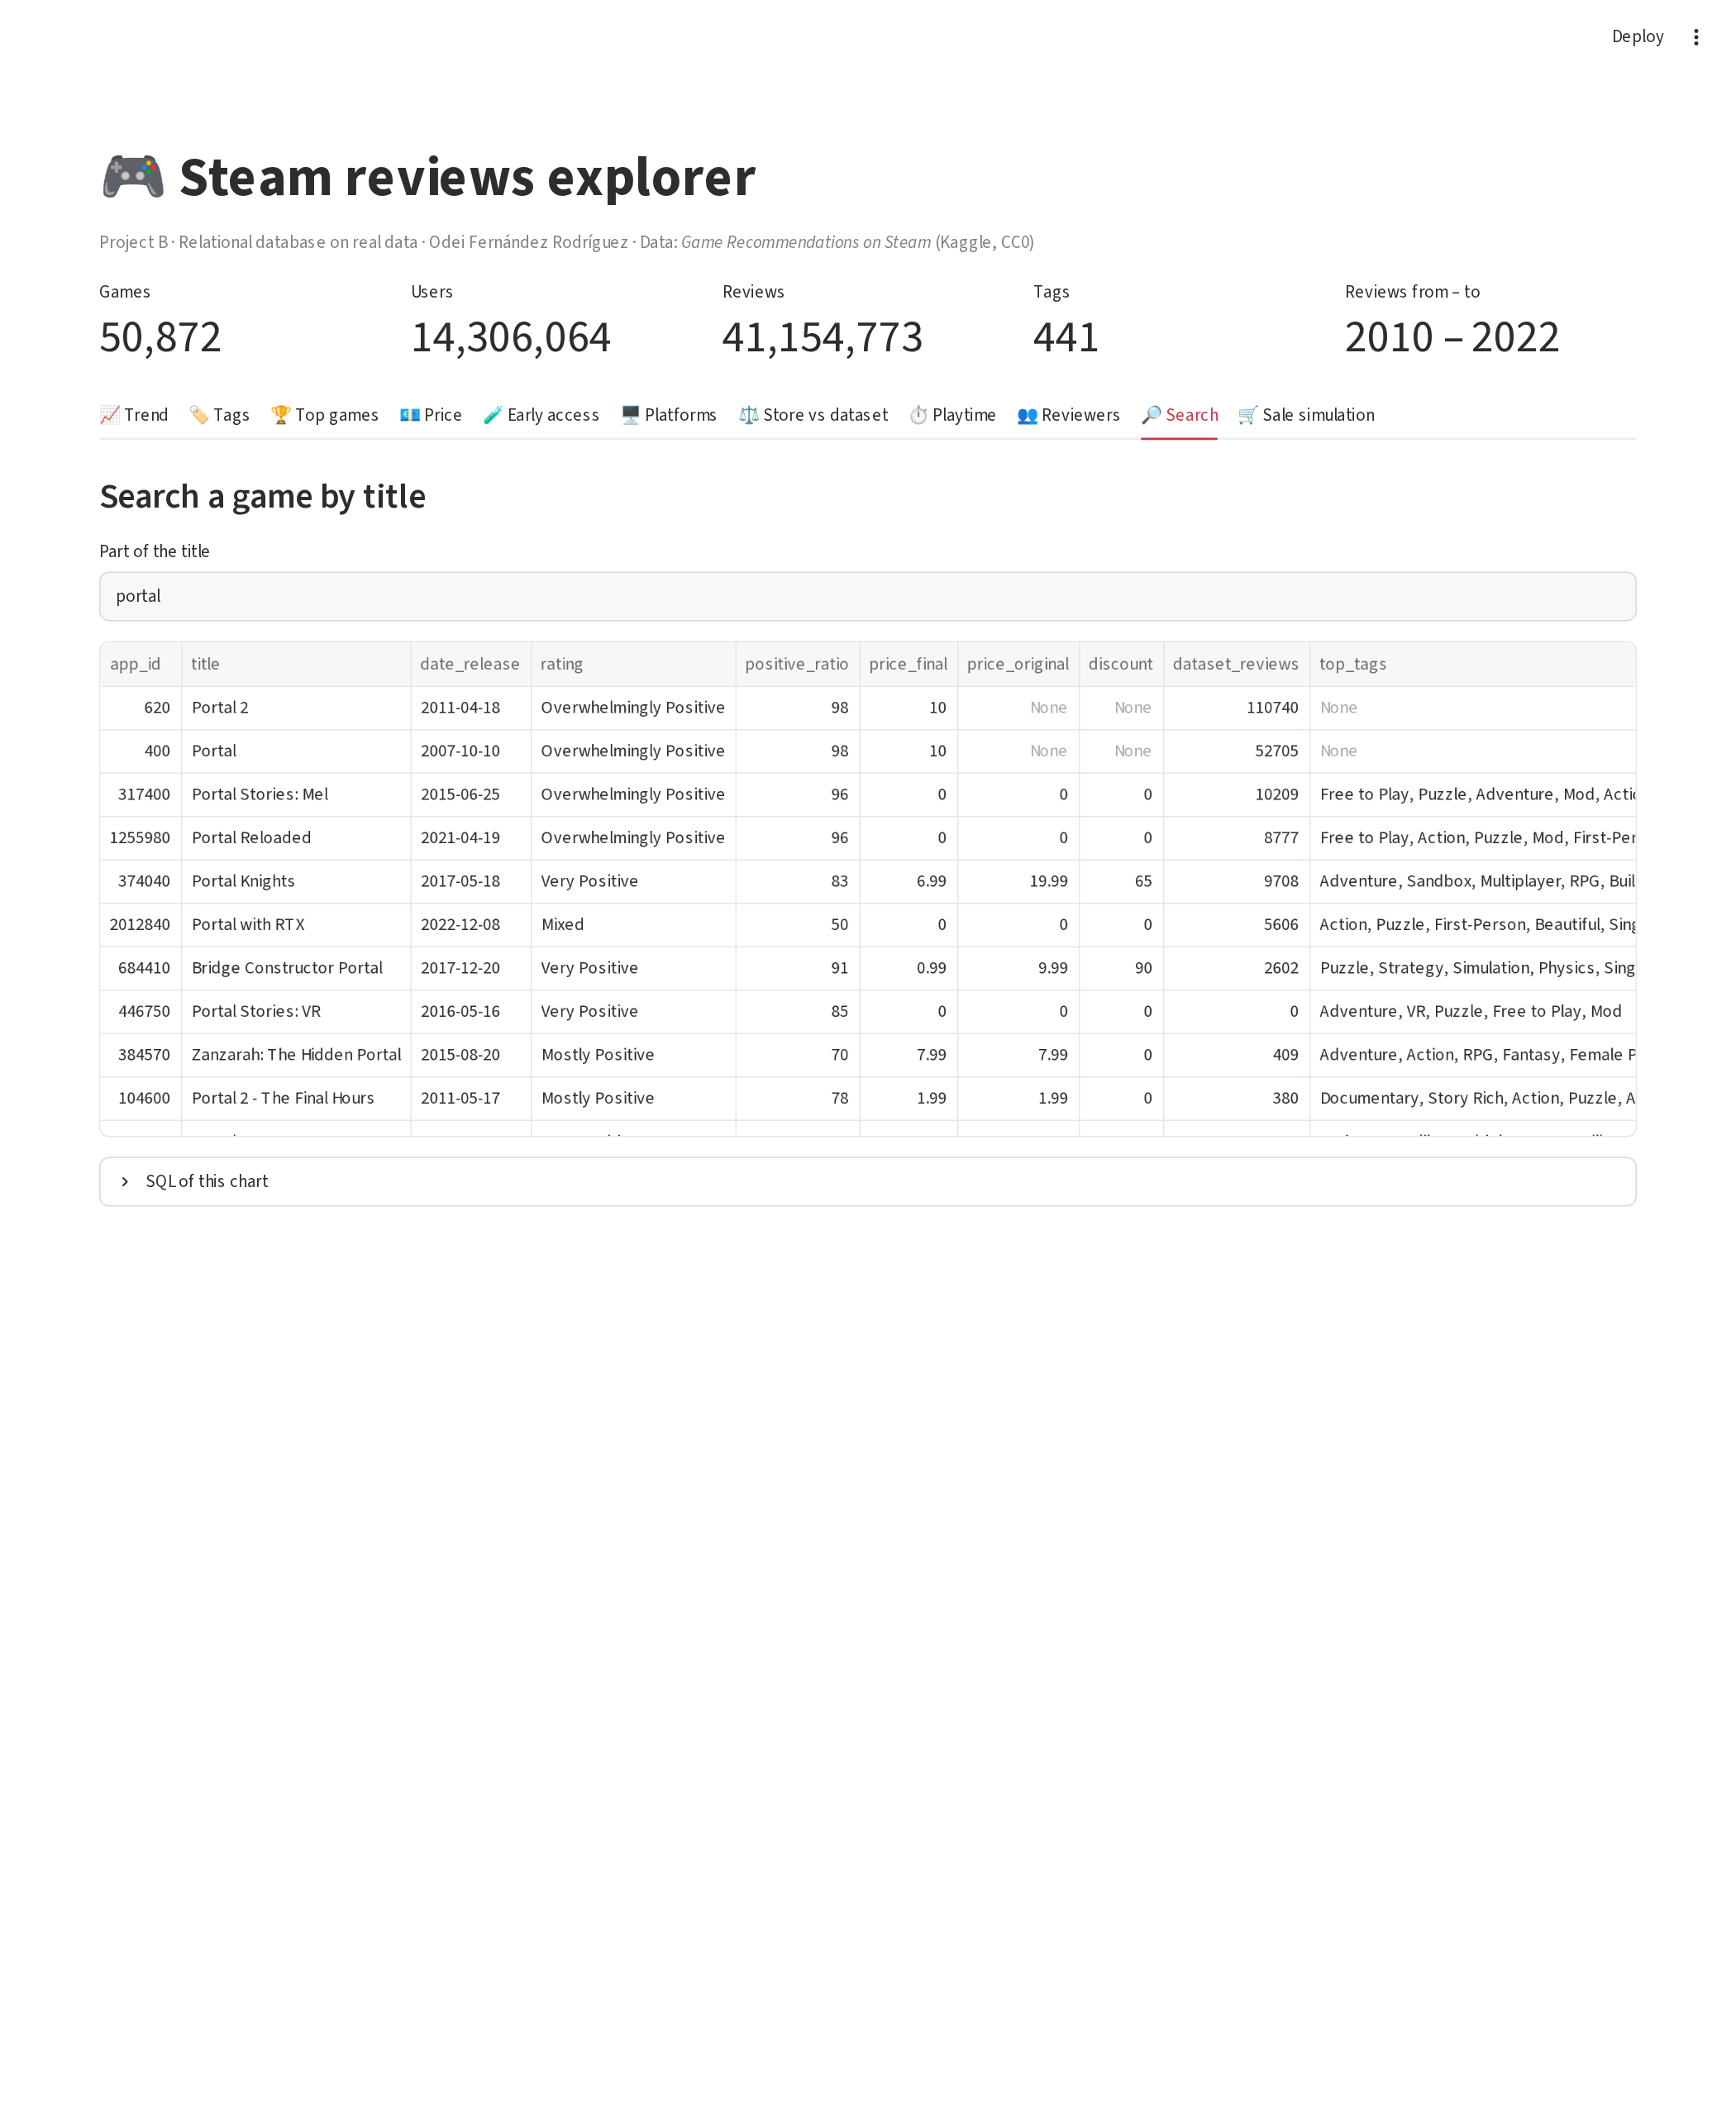 Deploy
🎮 Steam reviews explorer
Project B · Relational database on real data · Odei Fernández Rodríguez · Data: Game Recommendations on Steam (Kaggle, CC0)
Games Users Reviews Tags Reviews from – to
50,872 14,306,064 41,154,773 441 2010 – 2022
📈 Trend 🏷️ Tags 🏆 Top games 💶 Price 🧪 Early access 🖥️ Platforms ⚖️ Store vs dataset ⏱️ Playtime 👥 Reviewers 🔎 Search 🛒 Sale simulation
Search a game by title
Part of the title
portal
app_id title date_release rating positive_ratio price_final price_original discount dataset_reviews top_tags
620 Portal 2 2011-04-18 Overwhelmingly Positive 98 10 None None 110740 None
400 Portal 2007-10-10 Overwhelmingly Positive 98 10 None None 52705 None
317400 Portal Stories: Mel 2015-06-25 Overwhelmingly Positive 96 0 0 0 10209 Free to Play, Puzzle, Adventure, Mod,
1255980 Portal Reloaded 2021-04-19 Overwhelmingly Positive 96 0 0 0 8777 Free to Play, Action, Puzzle, Mod,
374040 Portal Knights 2017-05-18 Very Positive 83 6.99 19.99 65 9708 Adventure, Sandbox, Multiplayer, RPG,
2012840 Portal with RTX 2022-12-08 Mixed 50 0 0 0 5606 Action, Puzzle, First-Person, Beautiful,
684410 Bridge Constructor Portal 2017-12-20 Very Positive 91 0.99 9.99 90 2602 Puzzle, Strategy, Simulation, Physics,
446750 Portal Stories: VR 2016-05-16 Very Positive 85 0 0 0 0 Adventure, VR, Puzzle, Free to Play, Mod
384570 Zanzarah: The Hidden Portal 2015-08-20 Mostly Positive 70 7.99 7.99 0 409 Adventure, Action, RPG, Fantasy, Female
104600 Portal 2 - The Final Hours 2011-05-17 Mostly Positive 78 1.99 1.99 0 380 Documentary, Story Rich, Action, Puzzle,
SQL of this chart